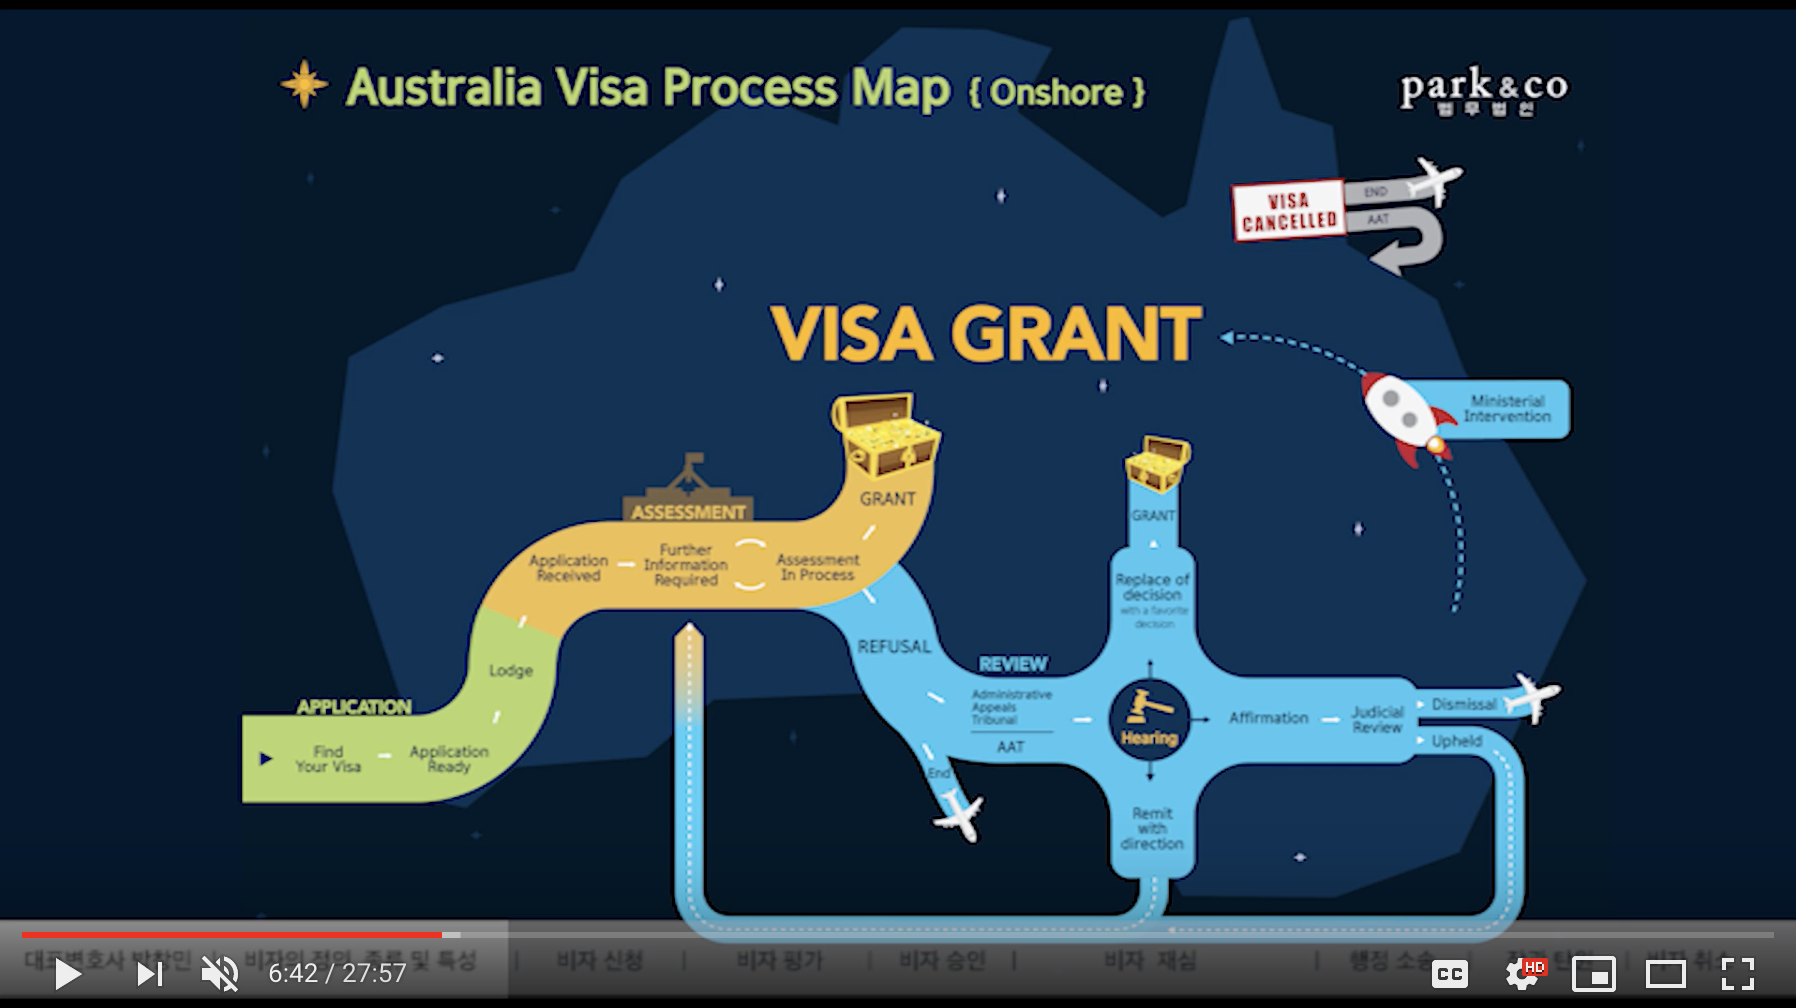 Australia Visa Process Map { Onshore }
park&co
법무법인
VISA
CANCELLED
END
AAT
VISA GRANT
Ministerial
Intervention
GRANT
ASSESSMENT
Application
Received
Further
Information
Required
Assessment
In Process
GRANT
Replace of
decision
with a favorite
decision
REFUSAL
Lodge
REVIEW
Administrative
Appeals
Tribunal
AAT
Hearing
Affirmation
Judicial
Review
Dismissal
Upheld
APPLICATION
Find
Your Visa
Application
Ready
End
Remit
with
direction
대표변호사 박창민 | 비자의 정의, 종류 및 특성 | 비자 신청 | 비자 평가 | 비자 승인 | 비자 재심 | 행정 소송 | | 비자 취소
6:42 / 27:57
CC
HD